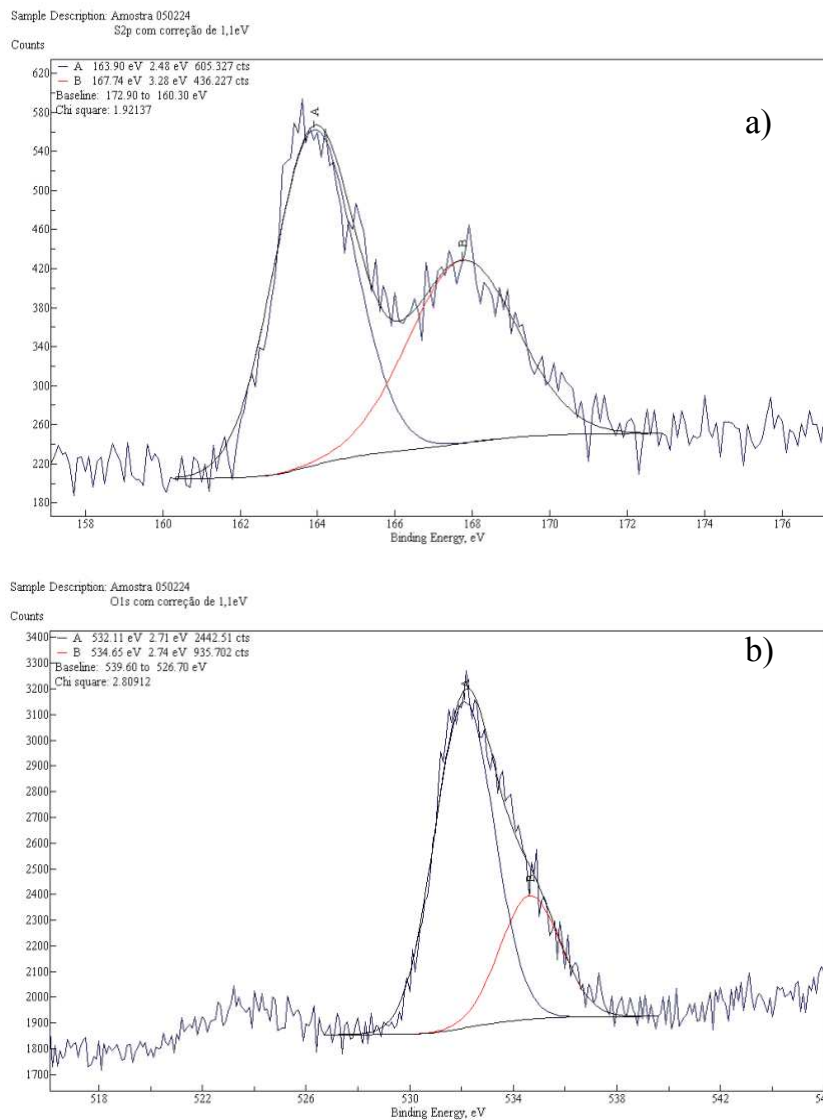 Sample Description: Amostra 050224
S2p com correção de 1,1eV
Counts
A 163.90 eV 2.48 eV 605.327 cts
B 167.74 eV 3.28 eV 436.227 cts
Baseline: 172.90 to 160.30 eV
Chi square: 1.92137
a)
A
B
620
580
540
500
460
420
380
340
300
260
220
180
158 160 162 164 166 168 170 172 174 176
Binding Energy, eV
Sample Description: Amostra 050224
O1s com correção de 1,1eV
Counts
A 532.11 eV 2.71 eV 2442.51 cts
B 534.65 eV 2.74 eV 935.702 cts
Baseline: 539.60 to 526.70 eV
Chi square: 2.80912
b)
A
B
3400
3300
3200
3100
3000
2900
2800
2700
2600
2500
2400
2300
2200
2100
2000
1900
1800
1700
518 522 526 530 534 538 542
Binding Energy, eV